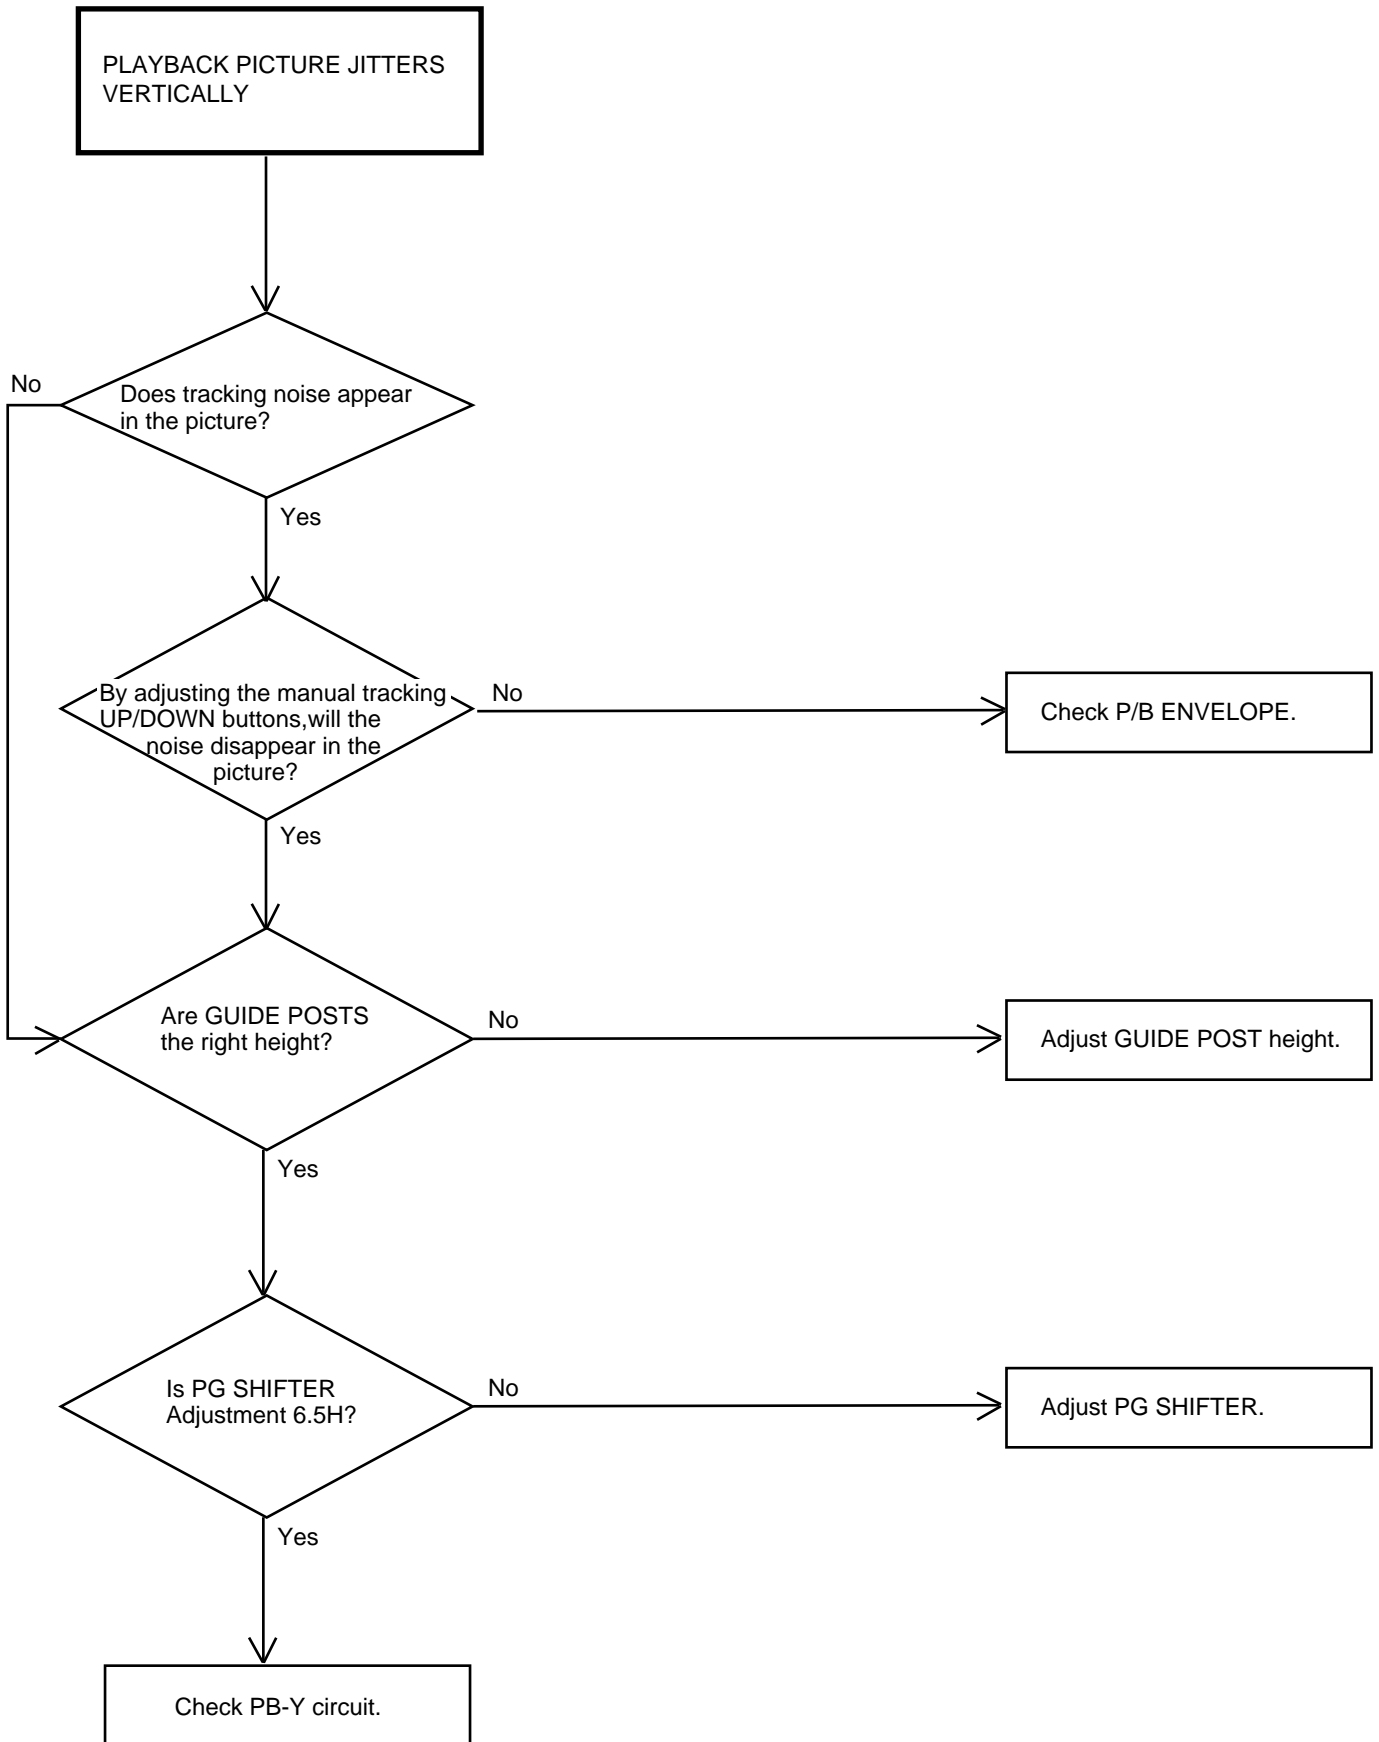 PLAYBACK PICTURE JITTERS
VERTICALLY
No
Does tracking noise appear
in the picture?
Yes
By adjusting the manual tracking
UP/DOWN buttons,will the
noise disappear in the
picture?
No
Check P/B ENVELOPE.
Yes
Are GUIDE POSTS
the right height?
No
Adjust GUIDE POST height.
Yes
Is PG SHIFTER
Adjustment 6.5H?
No
Adjust PG SHIFTER.
Yes
Check PB-Y circuit.